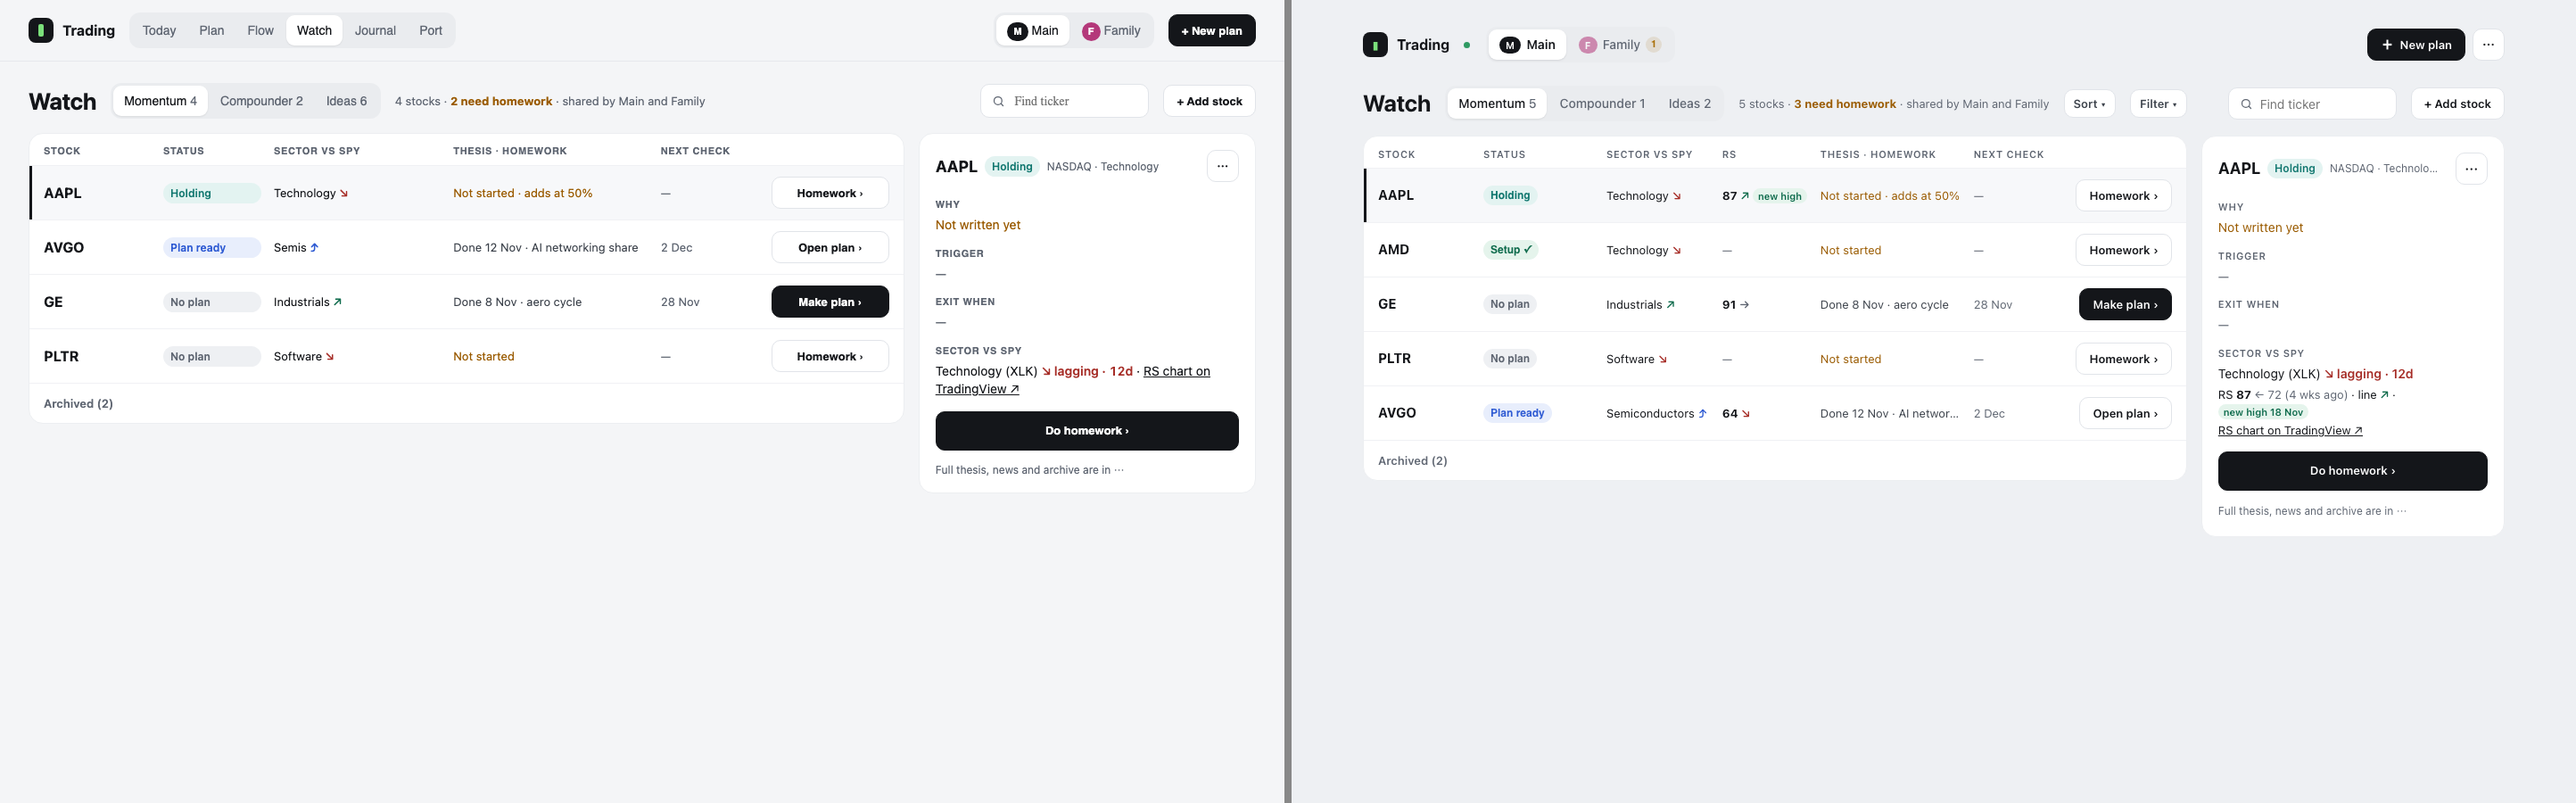 Trading Today Plan Flow Watch Journal Port M Main F Family + New plan
Watch Momentum 4 Compounder 2 Ideas 6 4 stocks · 2 need homework · shared by Main and Family Find ticker + Add stock
STOCK STATUS SECTOR VS SPY THESIS · HOMEWORK NEXT CHECK
AAPL Holding Technology ↘ Not started · adds at 50% — Homework ›
AVGO Plan ready Semis ⤴ Done 12 Nov · AI networking share 2 Dec Open plan ›
GE No plan Industrials ↗ Done 8 Nov · aero cycle 28 Nov Make plan ›
PLTR No plan Software ↘ Not started — Homework ›
Archived (2)
AAPL Holding NASDAQ · Technology ···
WHY
Not written yet
TRIGGER
—
EXIT WHEN
—
SECTOR VS SPY
Technology (XLK) ↘ lagging · 12d · RS chart on
TradingView ↗
Do homework ›
Full thesis, news and archive are in ···
Trading M Main F Family 1 + New plan ···
Watch Momentum 5 Compounder 1 Ideas 2 5 stocks · 3 need homework · shared by Main and Family Sort ▾ Filter ▾ Find ticker + Add stock
STOCK STATUS SECTOR VS SPY RS THESIS · HOMEWORK NEXT CHECK
AAPL Holding Technology ↘ 87 ↗ new high Not started · adds at 50% — Homework ›
AMD Setup ✓ Technology ↘ — Not started — Homework ›
GE No plan Industrials ↗ 91 → Done 8 Nov · aero cycle 28 Nov Make plan ›
PLTR No plan Software ↘ — Not started — Homework ›
AVGO Plan ready Semiconductors ⤴ 64 ↘ Done 12 Nov · AI networ... 2 Dec Open plan ›
Archived (2)
AAPL Holding NASDAQ · Technolo... ···
WHY
Not written yet
TRIGGER
—
EXIT WHEN
—
SECTOR VS SPY
Technology (XLK) ↘ lagging · 12d
RS 87 ← 72 (4 wks ago) · line ↗ ·
new high 18 Nov
RS chart on TradingView ↗
Do homework ›
Full thesis, news and archive are in ···